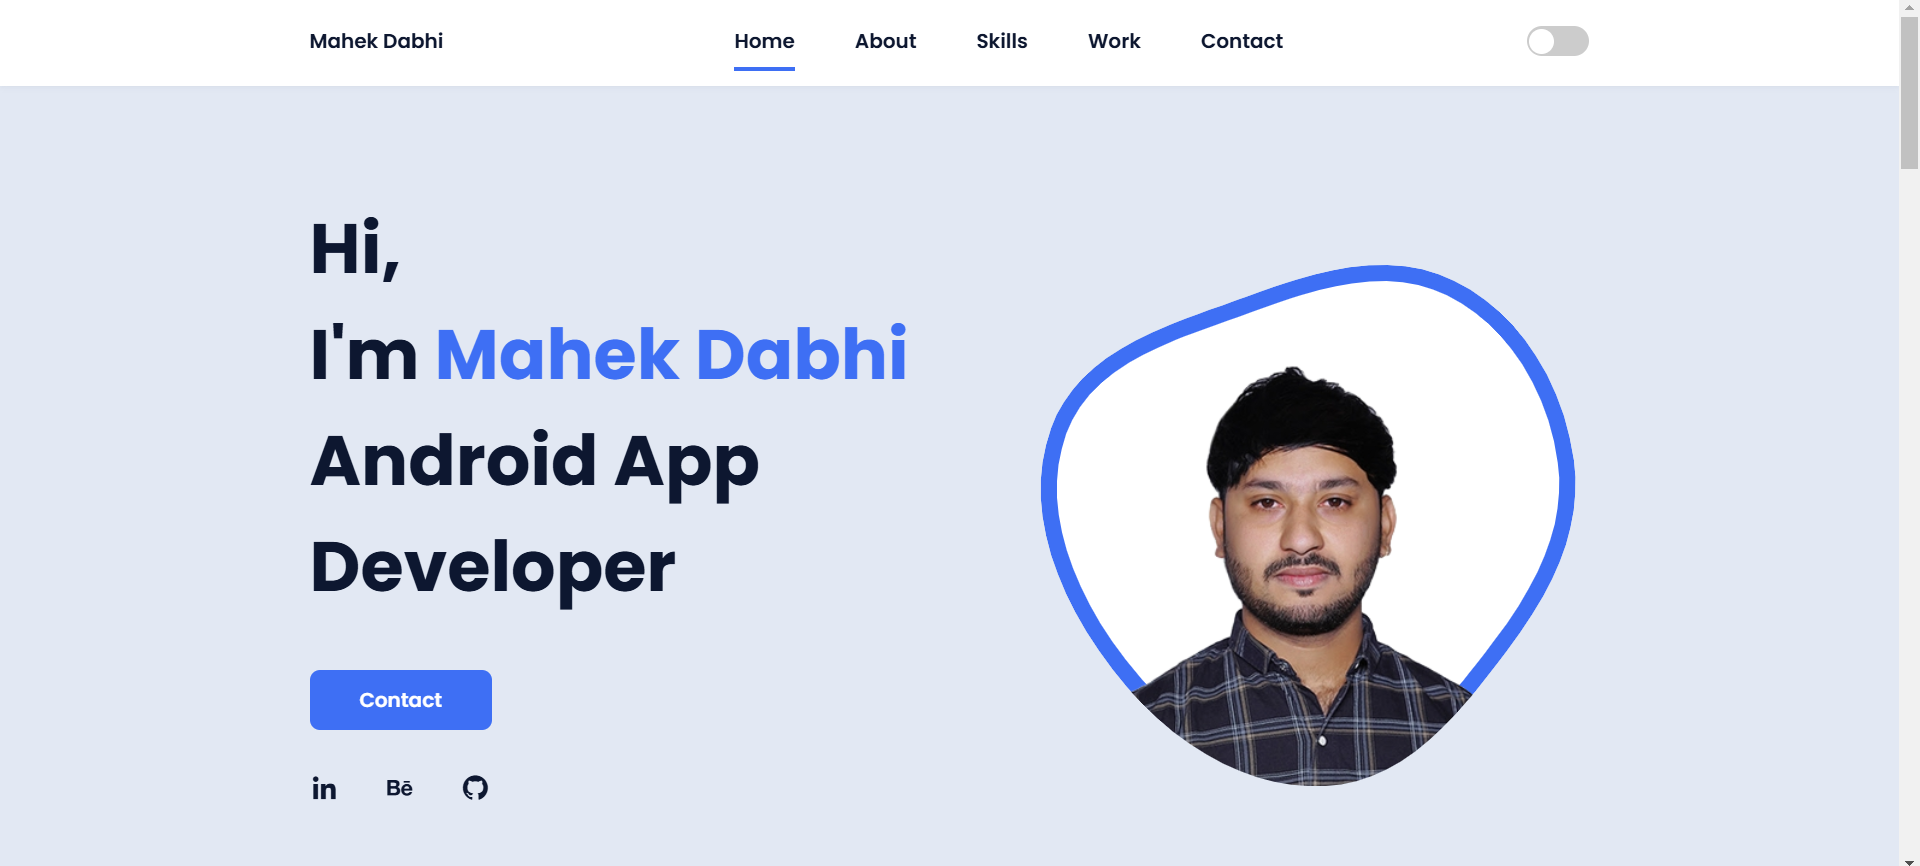 Mahek Dabhi
Home About Skills Work Contact
Hi,
I'm Mahek Dabhi
Android App
Developer
Contact
in Bē